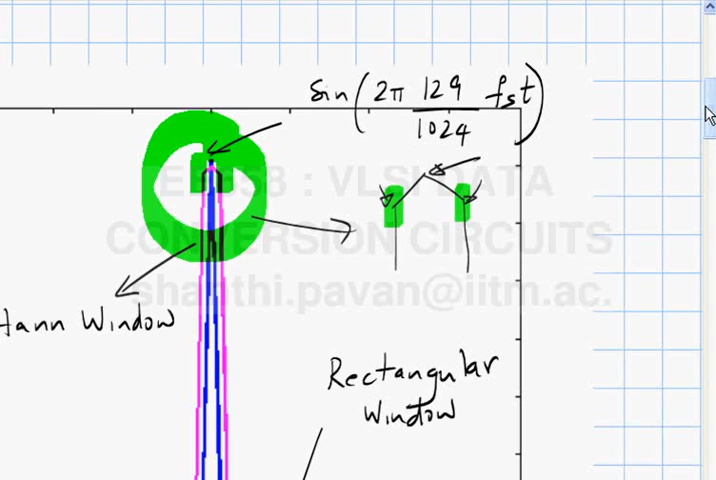 sin(2π 129/1024 fst)
EE658 : VLSI DATA
CONVERSION CIRCUITS
shanthi.pavan@iitm.ac.
Hann Window
Rectangular
Window